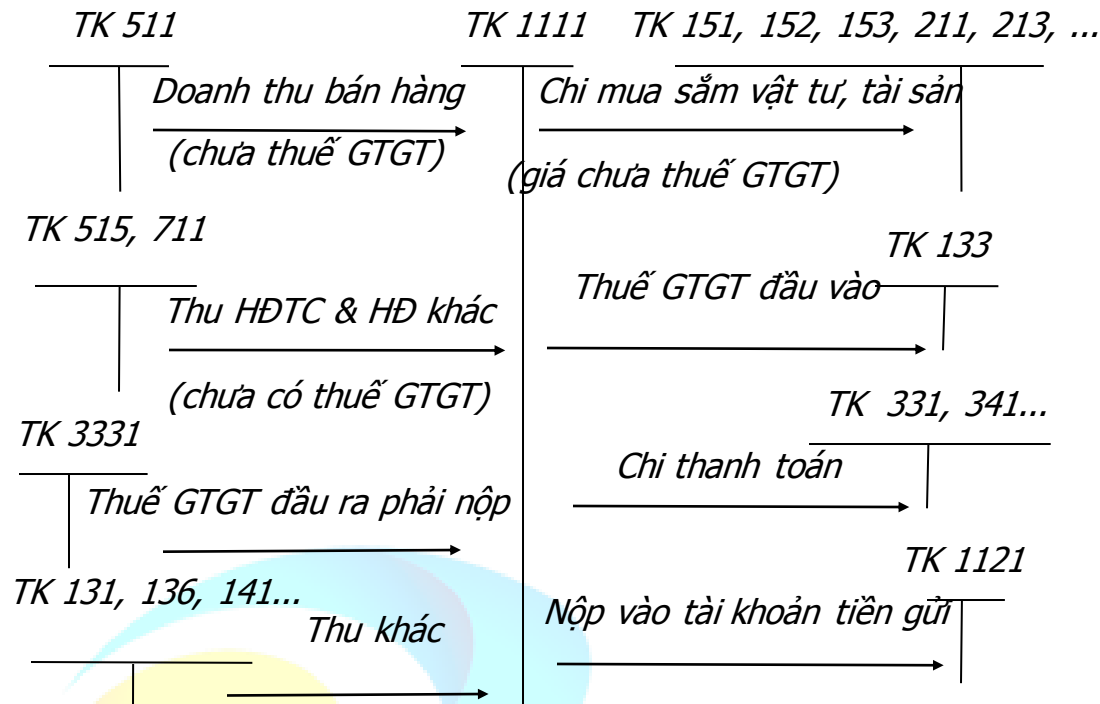 TK 511
TK 1111
TK 151, 152, 153, 211, 213, ...
Doanh thu bán hàng
Chi mua sắm vật tư, tài sản
(chưa thuế GTGT)
(giá chưa thuế GTGT)
TK 515, 711
TK 133
Thuế GTGT đầu vào
Thu HĐTC & HĐ khác
(chưa có thuế GTGT)
TK 331, 341...
TK 3331
Chi thanh toán
Thuế GTGT đầu ra phải nộp
TK 1121
TK 131, 136, 141...
Nộp vào tài khoản tiền gửi
Thu khác